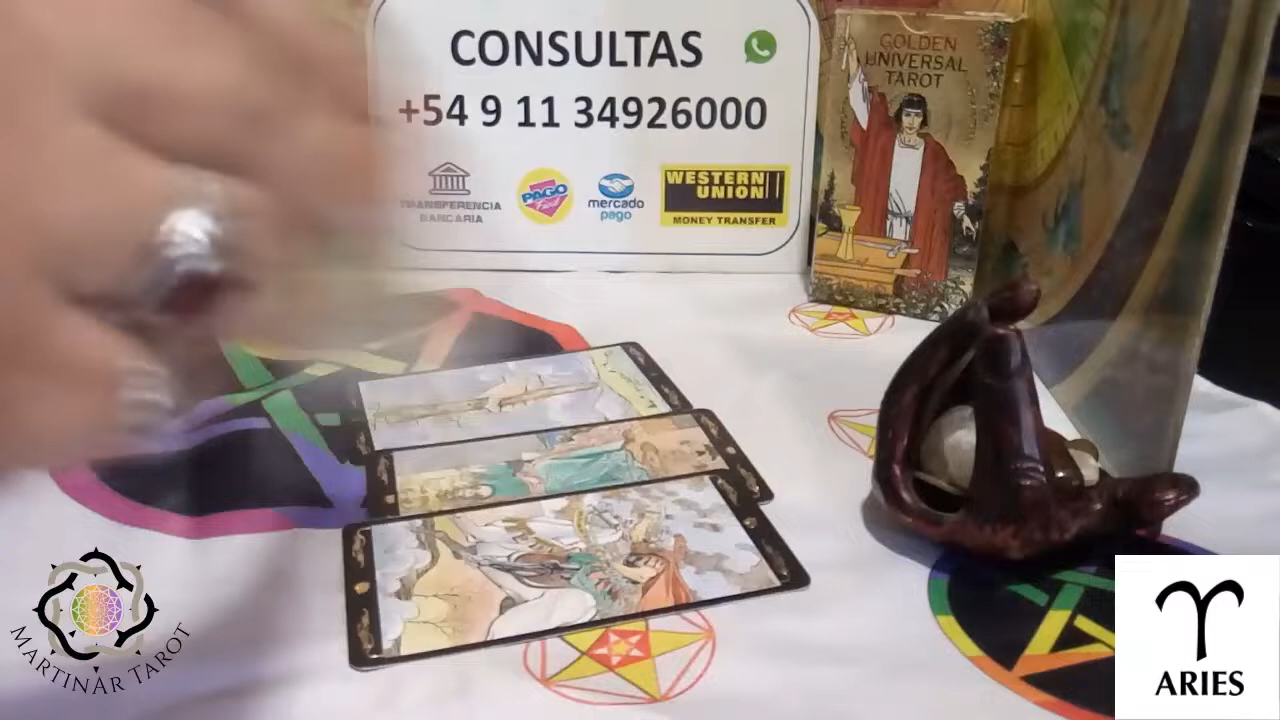 CONSULTAS
+54 9 11 34926000
TRANSFERENCIA
BANCARIA
PAGO
fácil
mercado
pago
WESTERN
UNION
MONEY TRANSFER
GOLDEN
UNIVERSAL
TAROT
MARTINAR TAROT
ARIES